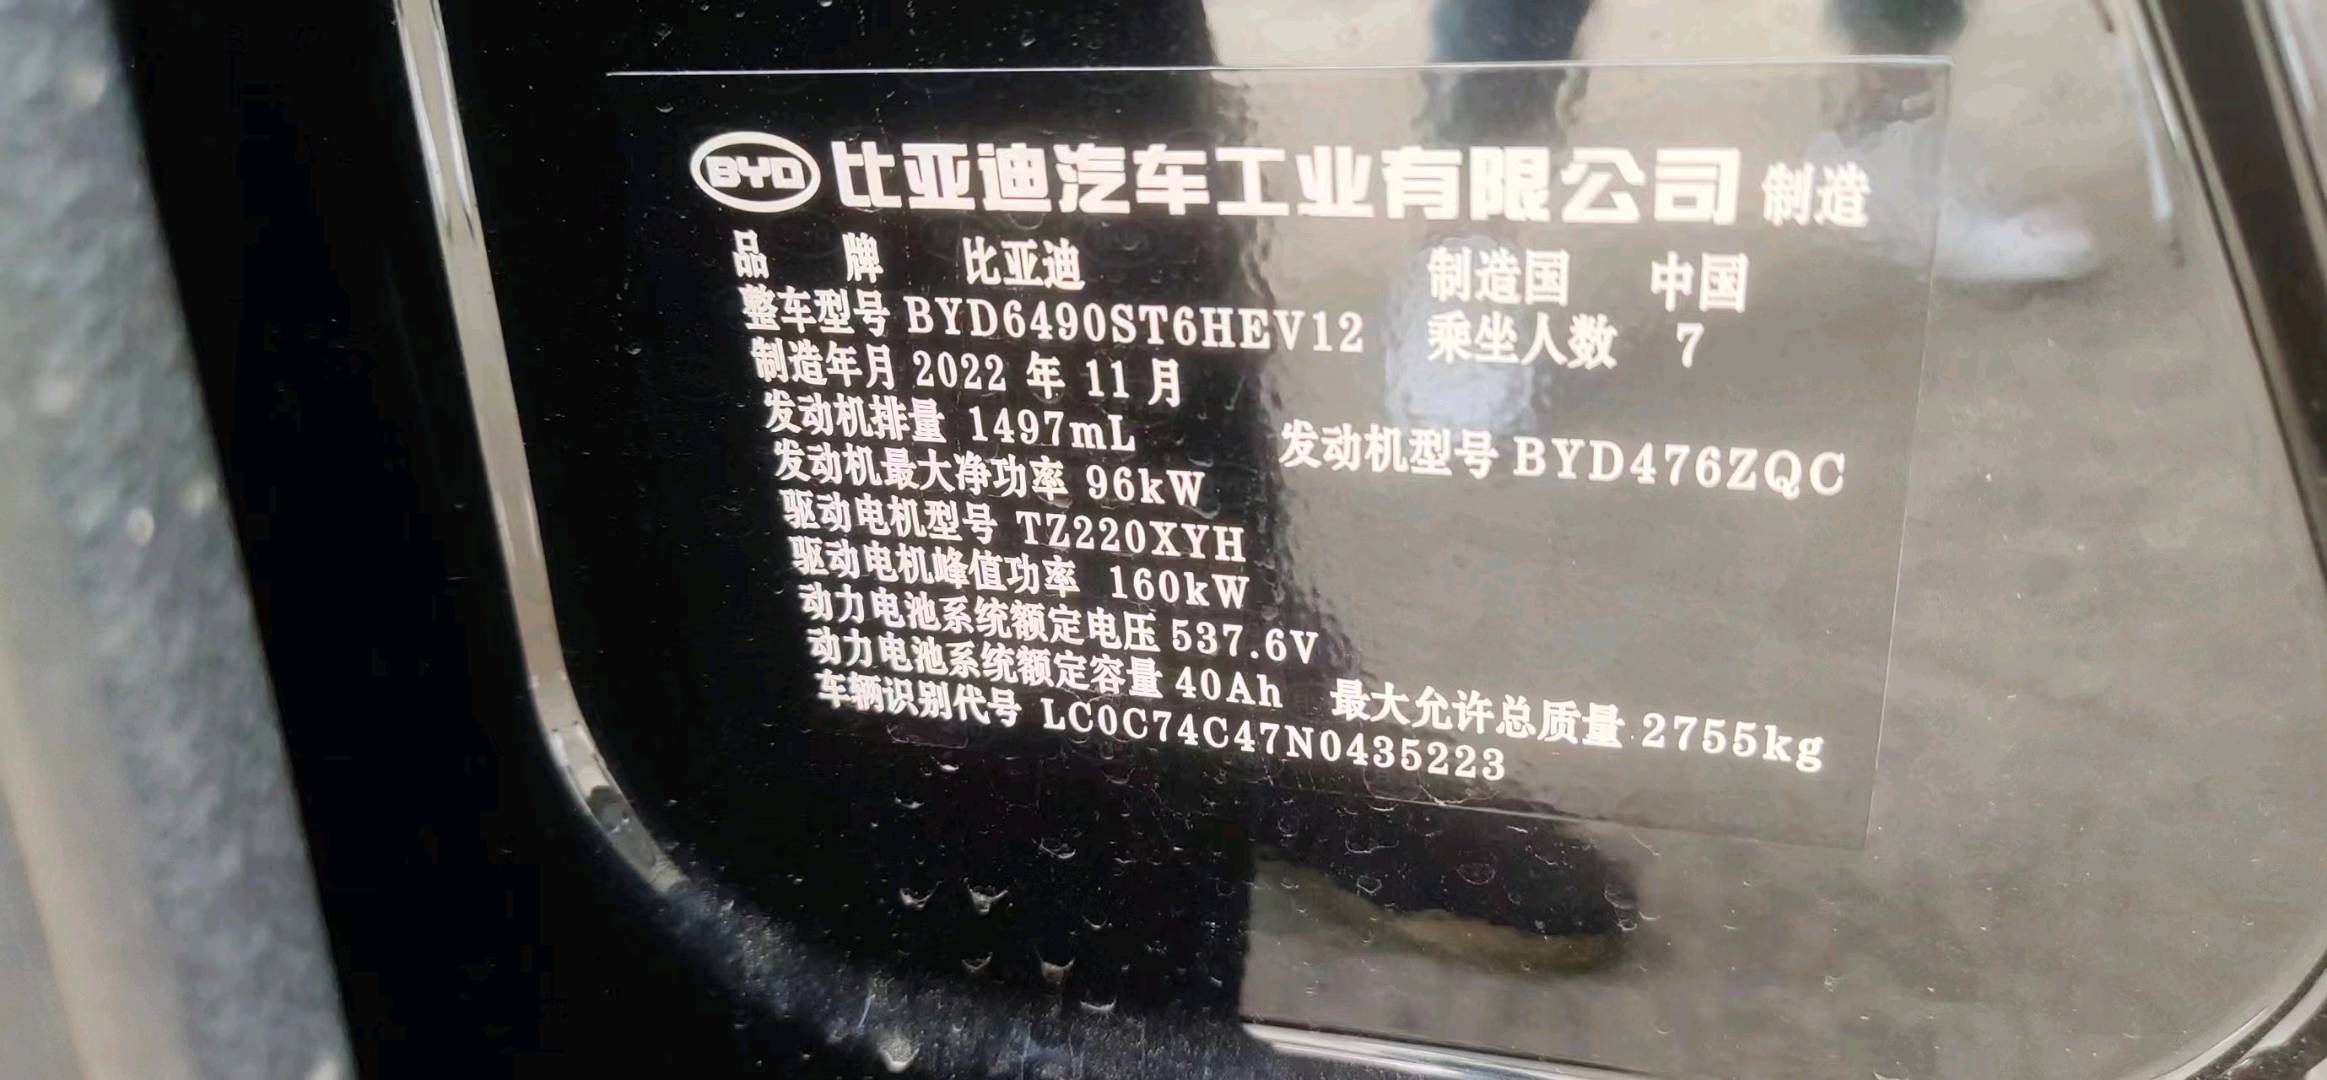 BYD 比亚迪汽车工业有限公司 制造
品 牌 比亚迪 制造国 中国
整车型号 BYD6490ST6HEV12 乘坐人数 7
制造年月 2022 年 11 月
发动机排量 1497mL 发动机型号 BYD476ZQC
发动机最大净功率 96kW
驱动电机型号 TZ220XYH
驱动电机峰值功率 160kW
动力电池系统额定电压 537.6V
动力电池系统额定容量 40Ah 最大允许总质量 2755kg
车辆识别代号 LC0C74C47N0435223